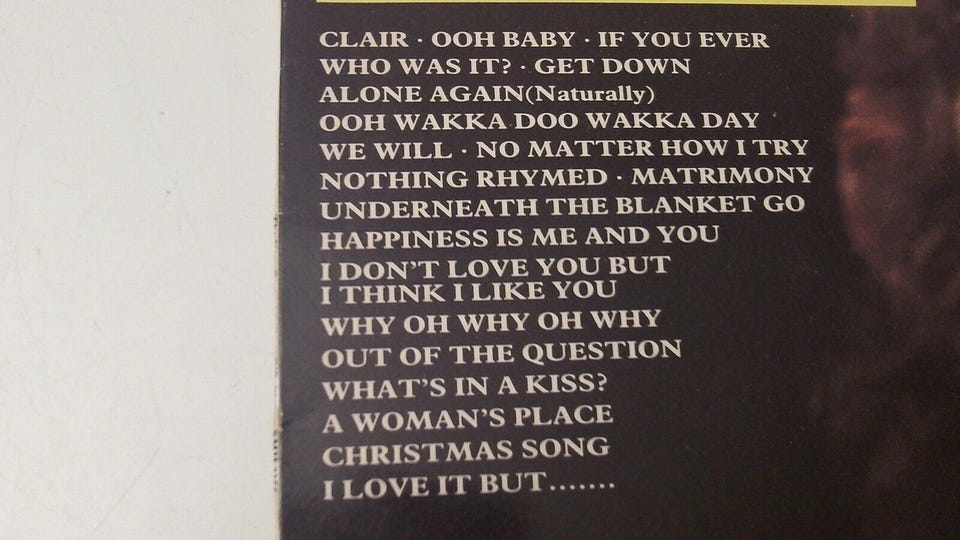 CLAIR · OOH BABY · IF YOU EVER
WHO WAS IT? · GET DOWN
ALONE AGAIN(Naturally)
OOH WAKKA DOO WAKKA DAY
WE WILL · NO MATTER HOW I TRY
NOTHING RHYMED · MATRIMONY
UNDERNEATH THE BLANKET GO
HAPPINESS IS ME AND YOU
I DON'T LOVE YOU BUT
I THINK I LIKE YOU
WHY OH WHY OH WHY
OUT OF THE QUESTION
WHAT'S IN A KISS?
A WOMAN'S PLACE
CHRISTMAS SONG
I LOVE IT BUT.......